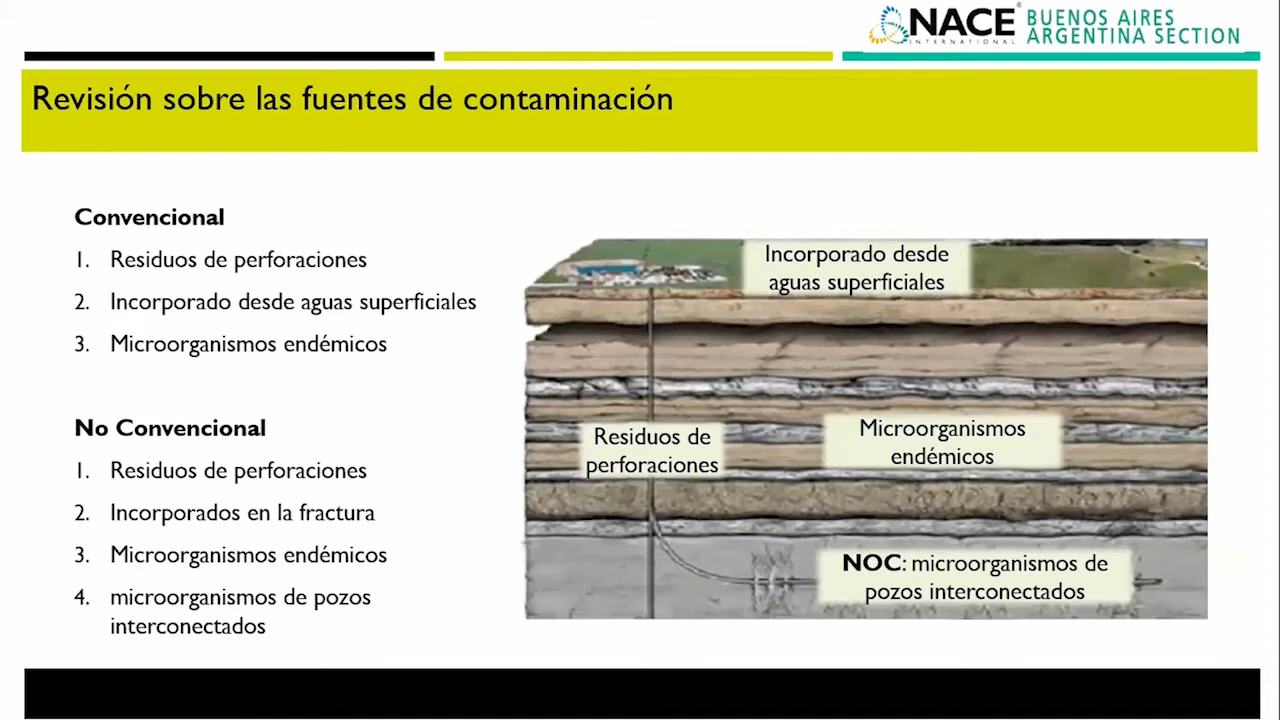 NACE
INTERNATIONAL
BUENOS AIRES
ARGENTINA SECTION
Revisión sobre las fuentes de contaminación
Convencional
1. Residuos de perforaciones
2. Incorporado desde aguas superficiales
3. Microorganismos endémicos
No Convencional
1. Residuos de perforaciones
2. Incorporados en la fractura
3. Microorganismos endémicos
4. microorganismos de pozos
interconectados
Incorporado desde
aguas superficiales
Residuos de
perforaciones
Microorganismos
endémicos
NOC: microorganismos de
pozos interconectados